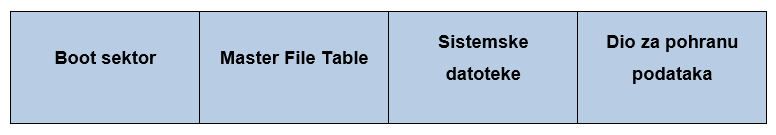 Boot sektor
Master File Table
Sistemske
datoteke
Dio za pohranu
podataka